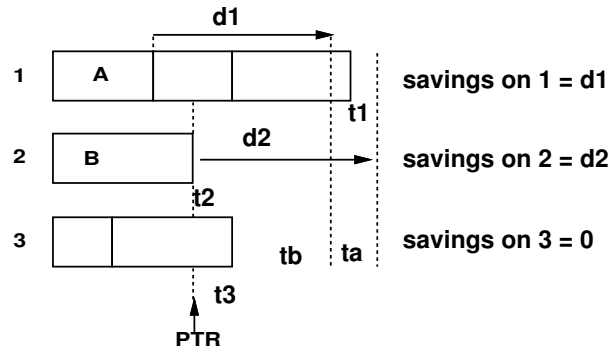 d1
1 A savings on 1 = d1
t1
2 B d2 savings on 2 = d2
t2
3 tb ta savings on 3 = 0
t3
PTR